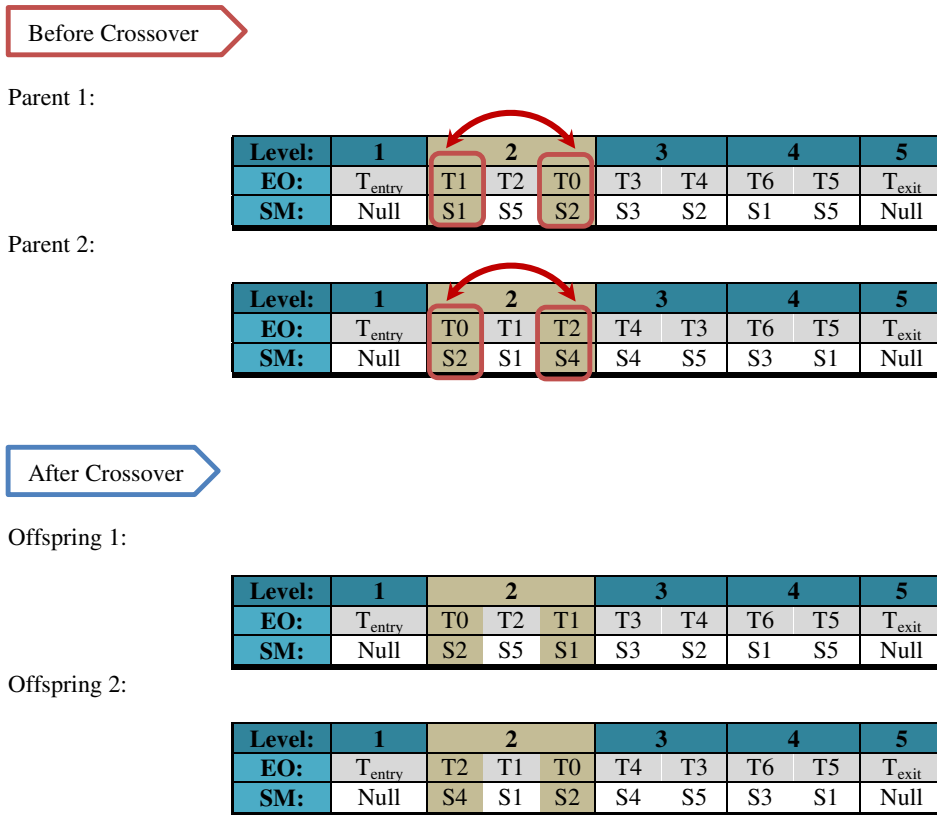 Before Crossover
Parent 1:
Level: 1 2 3 4 5
EO: Tentry T1 T2 T0 T3 T4 T6 T5 Texit
SM: Null S1 S5 S2 S3 S2 S1 S5 Null
Parent 2:
Level: 1 2 3 4 5
EO: Tentry T0 T1 T2 T4 T3 T6 T5 Texit
SM: Null S2 S1 S4 S4 S5 S3 S1 Null
After Crossover
Offspring 1:
Level: 1 2 3 4 5
EO: Tentry T0 T2 T1 T3 T4 T6 T5 Texit
SM: Null S2 S5 S1 S3 S2 S1 S5 Null
Offspring 2:
Level: 1 2 3 4 5
EO: Tentry T2 T1 T0 T4 T3 T6 T5 Texit
SM: Null S4 S1 S2 S4 S5 S3 S1 Null